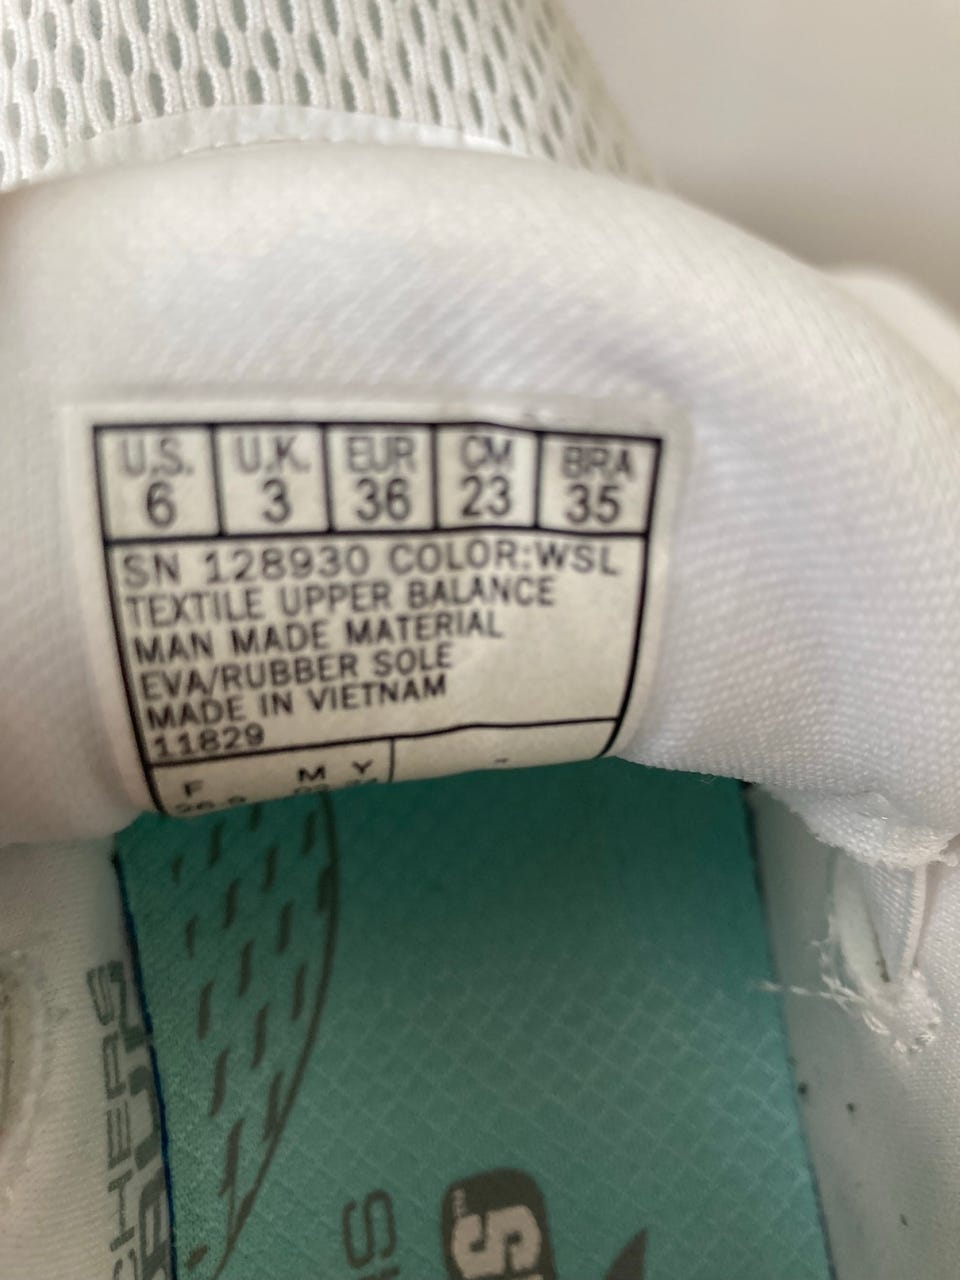 U.S. U.K. EUR CM BRA
6 3 36 23 35
SN 128930 COLOR:WSL
TEXTILE UPPER BALANCE
MAN MADE MATERIAL
EVA/RUBBER SOLE
MADE IN VIETNAM
11829
F M Y